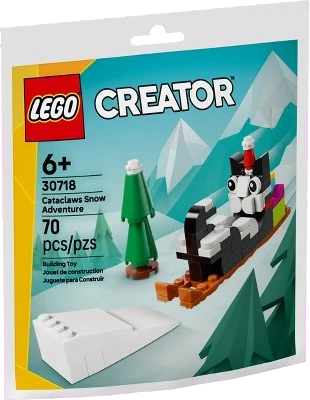 LEGO
CREATOR
6+
30718
Cataclaws Snow
Adventure
70
pcs/pzs
Building Toy
Jouet de construction
Juguete para Construir